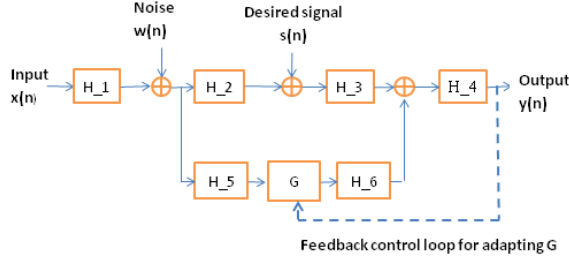 Noise
w(n)
Desired signal
s(n)
Input
x(n)
H_1
H_2
H_3
H_4
Output
y(n)
H_5
G
H_6
Feedback control loop for adapting G